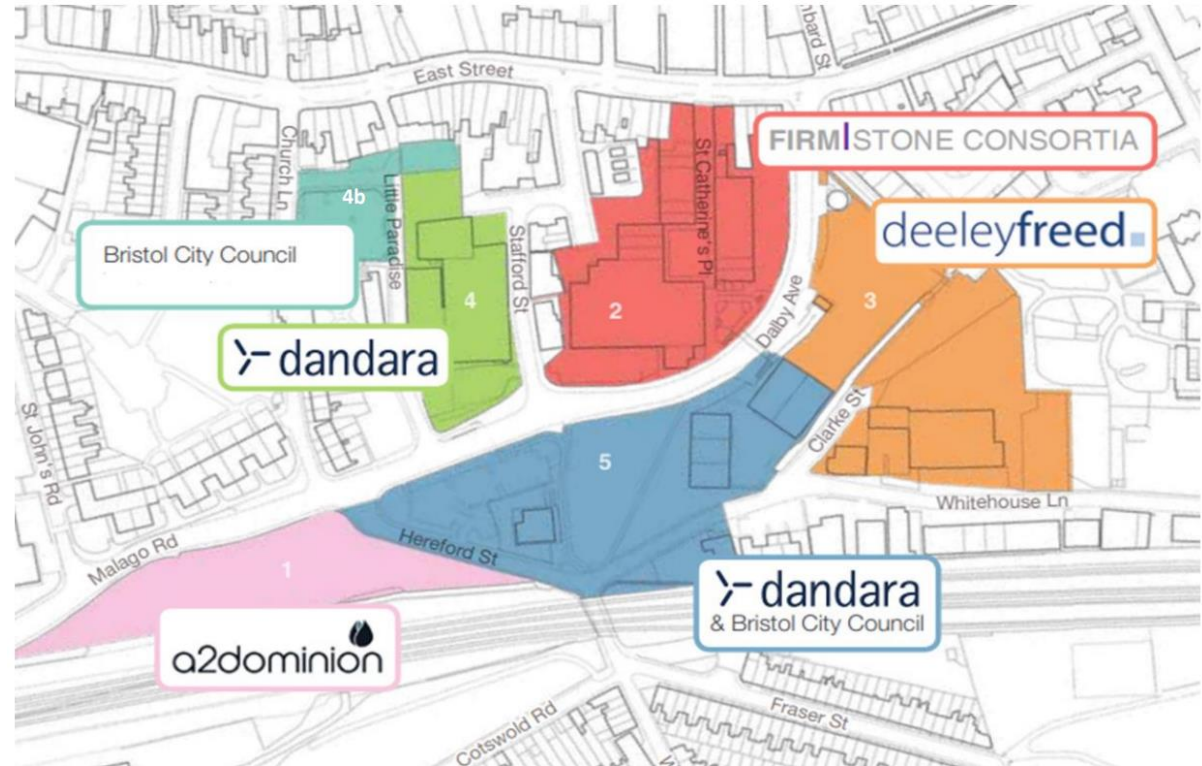 East Street
Church Ln
4b
Little Paradise
St Catherine's Pl
FIRM|STONE CONSORTIA
deeleyfreed
Bristol City Council
Stafford St
4
2
3
Dalby Ave
dandara
St John's Rd
Clarke St
5
Whitehouse Ln
Malago Rd
Hereford St
1
dandara
& Bristol City Council
a2dominion
Cotswold Rd
Fraser St